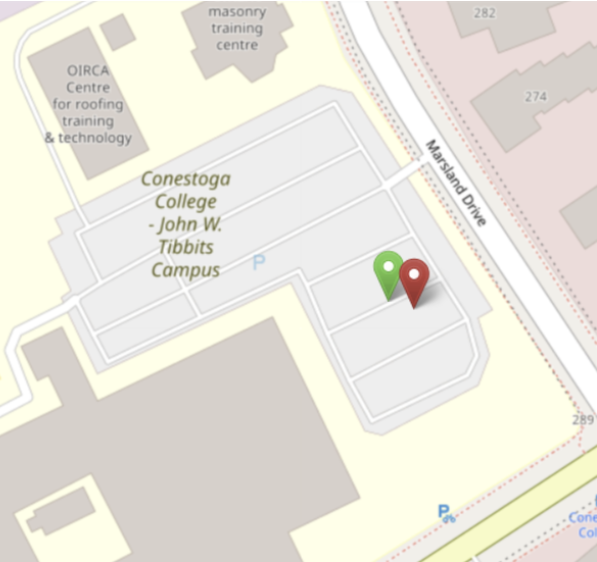 masonry
training
centre
282
OIRCA
Centre
for roofing
training
& technology
274
Marsland Drive
Conestoga
College
- John W.
Tibbits
Campus
P
289
P
Cone
Col